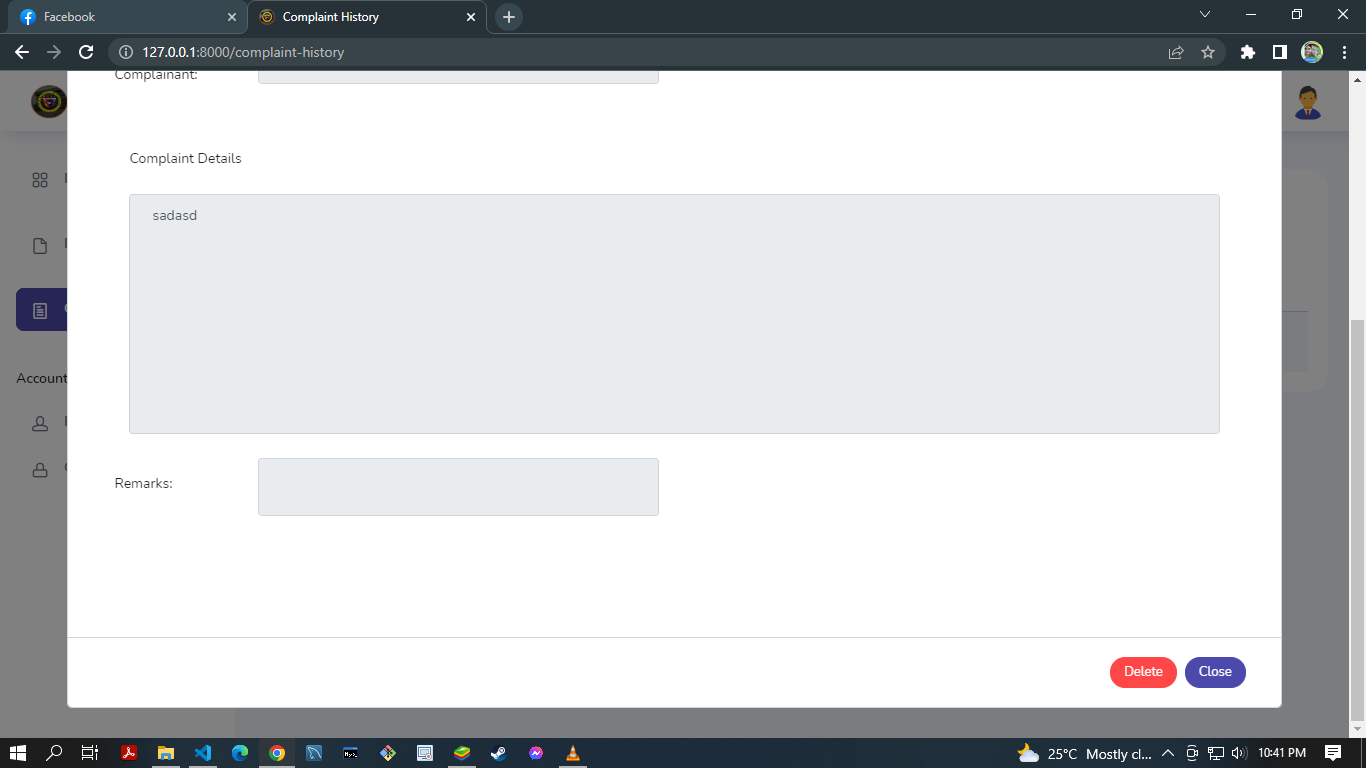 Facebook
Complaint History
127.0.0.1:8000/complaint-history
Complainant:
Complaint Details
sadasd
Account
Remarks:
Delete
Close
25°C Mostly cl...
10:41 PM